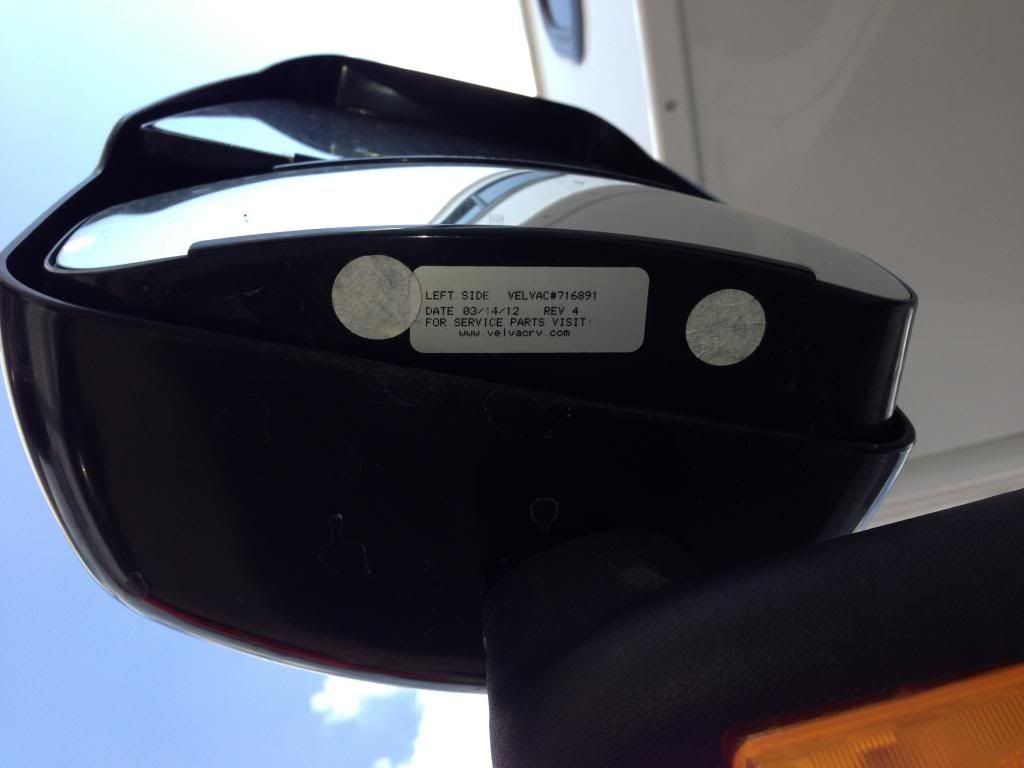 LEFT SIDE VELVAC#716891
DATE 03/14/12 REV 4
FOR SERVICE PARTS VISIT:
www.velvacrv.com